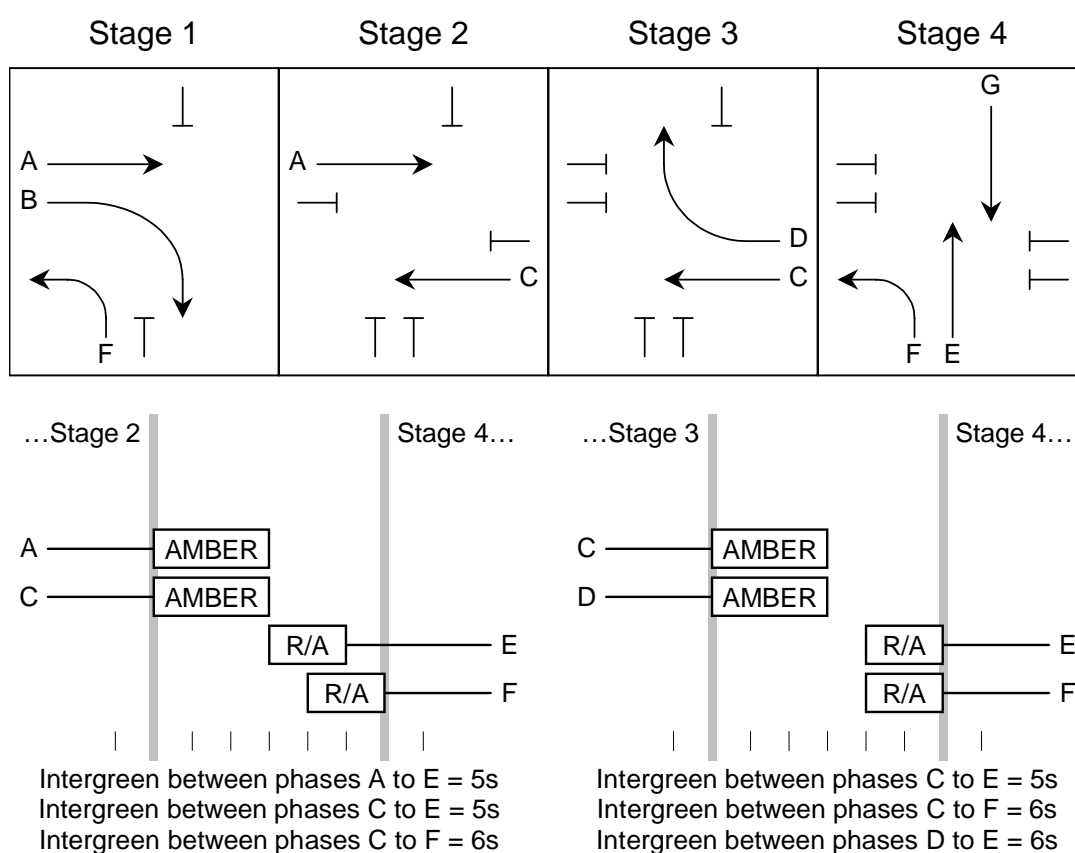 Stage 1 Stage 2 Stage 3 Stage 4
G
A A
B D
C C
F F E
...Stage 2 Stage 4... ...Stage 3 Stage 4...
A AMBER C AMBER
C AMBER D AMBER
R/A E R/A E
R/A F R/A F
Intergreen between phases A to E = 5s Intergreen between phases C to E = 5s
Intergreen between phases C to E = 5s Intergreen between phases C to F = 6s
Intergreen between phases C to F = 6s Intergreen between phases D to E = 6s